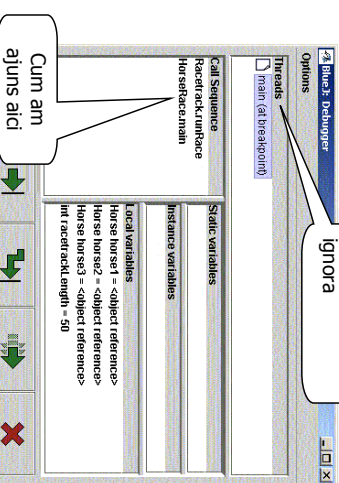 BlueJ: Debugger
Options
ignora
Threads
main (at breakpoint)
Call Sequence
Racetrack.runRace
HorseRace.main
Cum am
ajuns aici
Static variables
Instance variables
Local variables
Horse horse1 = <object reference>
Horse horse2 = <object reference>
Horse horse3 = <object reference>
int racetrackLength = 50